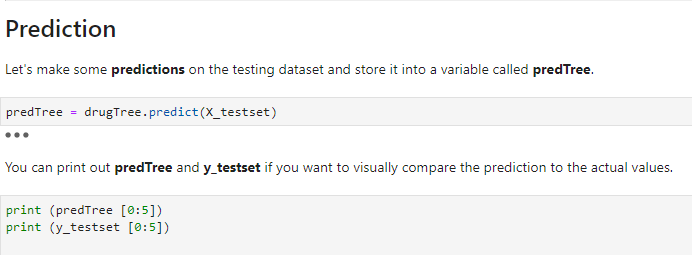 Prediction
Let's make some predictions on the testing dataset and store it into a variable called predTree.
predTree = drugTree.predict(X_testset)
•••
You can print out predTree and y_testset if you want to visually compare the prediction to the actual values.
print (predTree [0:5])
print (y_testset [0:5])